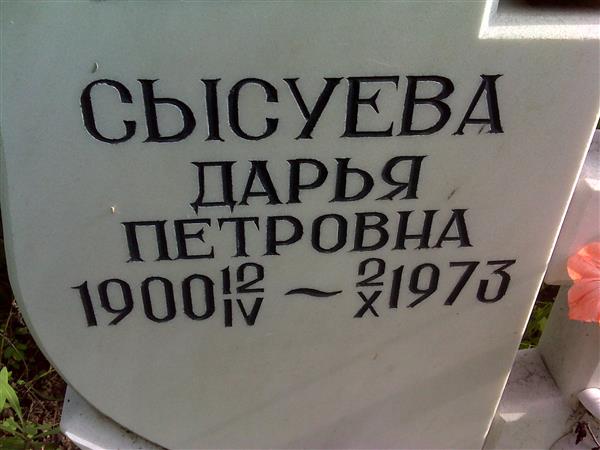 СЫСУЕВА
ДАРЬЯ
ПЕТРОВНА
1900 12/IV ~ 2/X 1973